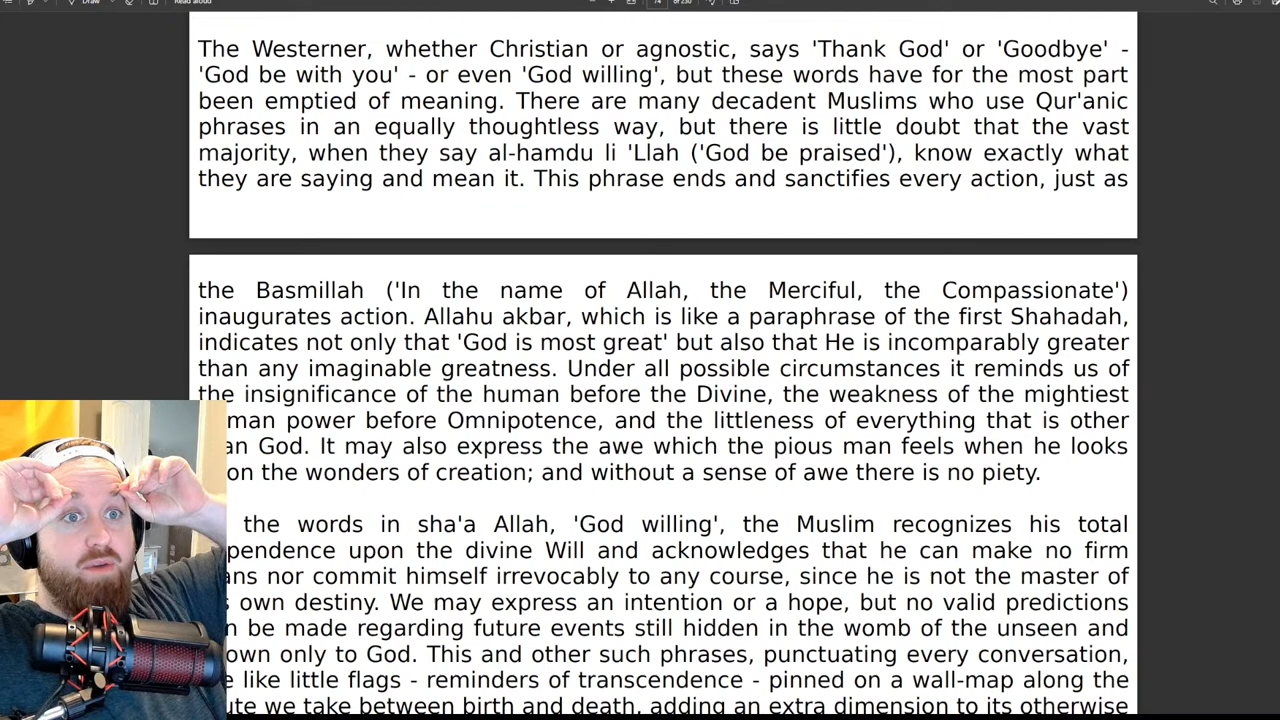 Draw
Read aloud
74
of 230
The Westerner, whether Christian or agnostic, says 'Thank God' or 'Goodbye' -
'God be with you' - or even 'God willing', but these words have for the most part
been emptied of meaning. There are many decadent Muslims who use Qur'anic
phrases in an equally thoughtless way, but there is little doubt that the vast
majority, when they say al-hamdu li 'Llah ('God be praised'), know exactly what
they are saying and mean it. This phrase ends and sanctifies every action, just as
the Basmillah ('In the name of Allah, the Merciful, the Compassionate')
inaugurates action. Allahu akbar, which is like a paraphrase of the first Shahadah,
indicates not only that 'God is most great' but also that He is incomparably greater
than any imaginable greatness. Under all possible circumstances it reminds us of
the insignificance of the human before the Divine, the weakness of the mightiest
man power before Omnipotence, and the littleness of everything that is other
an God. It may also express the awe which the pious man feels when he looks
on the wonders of creation; and without a sense of awe there is no piety.
the words in sha'a Allah, 'God willing', the Muslim recognizes his total
pendence upon the divine Will and acknowledges that he can make no firm
ans nor commit himself irrevocably to any course, since he is not the master of
s own destiny. We may express an intention or a hope, but no valid predictions
n be made regarding future events still hidden in the womb of the unseen and
own only to God. This and other such phrases, punctuating every conversation,
e like little flags - reminders of transcendence - pinned on a wall-map along the
ute we take between birth and death, adding an extra dimension to its otherwise